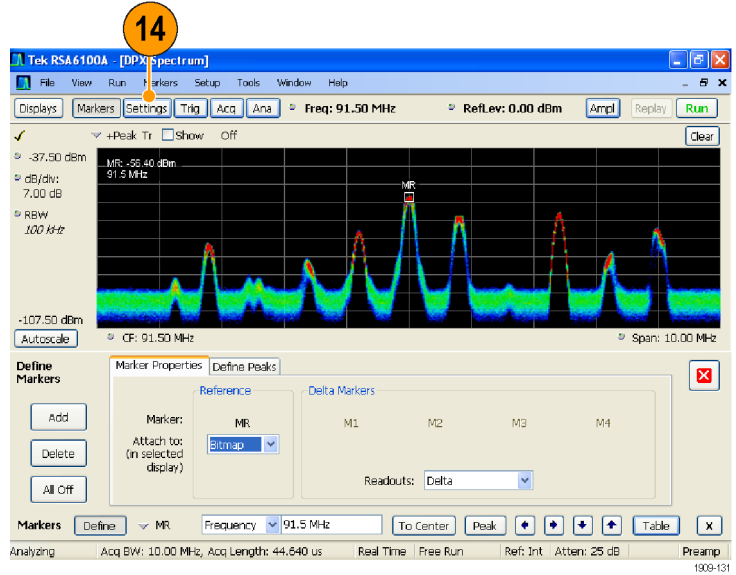 14
Tek RSA6100A - [DPX Spectrum]
File View Run Markers Setup Tools Window Help
Displays Markers Settings Trig Acq Ana Freq: 91.50 MHz RefLev: 0.00 dBm Ampl Replay Run
+Peak Tr Show Off Clear
-37.50 dBm
dB/div:
7.00 dB
RBW
100 kHz
MR: -56.40 dBm
91.5 MHz
MR
-107.50 dBm
Autoscale CF: 91.50 MHz Span: 10.00 MHz
Define
Markers
Marker Properties Define Peaks
Reference Delta Markers
Add
Delete
All Off
Marker: MR M1 M2 M3 M4
Attach to:
(in selected
display)
Bitmap
Readouts: Delta
Markers Define MR Frequency 91.5 MHz To Center Peak Table X
Analyzing Acq BW: 10.00 MHz, Acq Length: 44.640 us Real Time Free Run Ref: Int Atten: 25 dB Preamp
1909-131